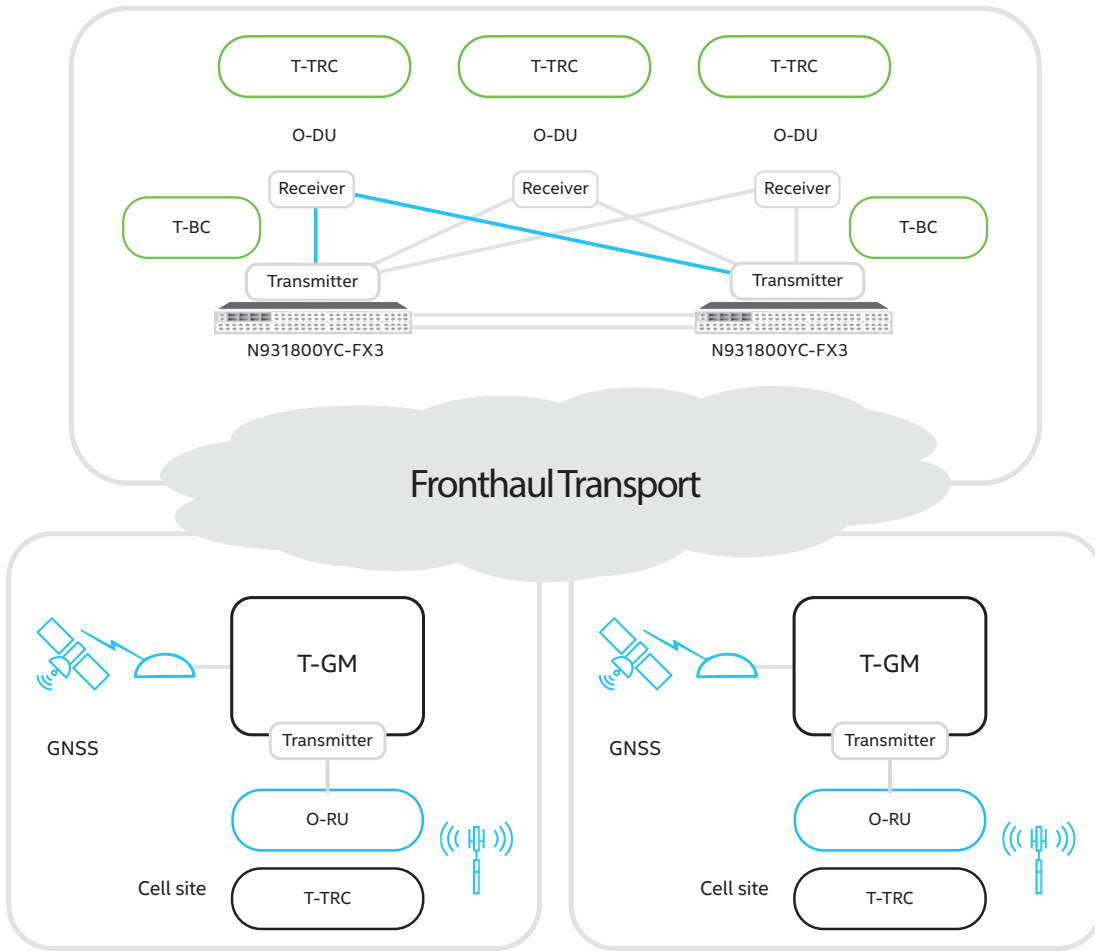 T-TRC
T-TRC
T-TRC
O-DU
O-DU
O-DU
Receiver
Receiver
Receiver
T-BC
T-BC
Transmitter
Transmitter
N931800YC-FX3
N931800YC-FX3
Fronthaul Transport
T-GM
Transmitter
GNSS
O-RU
Cell site
T-TRC
T-GM
Transmitter
GNSS
O-RU
Cell site
T-TRC